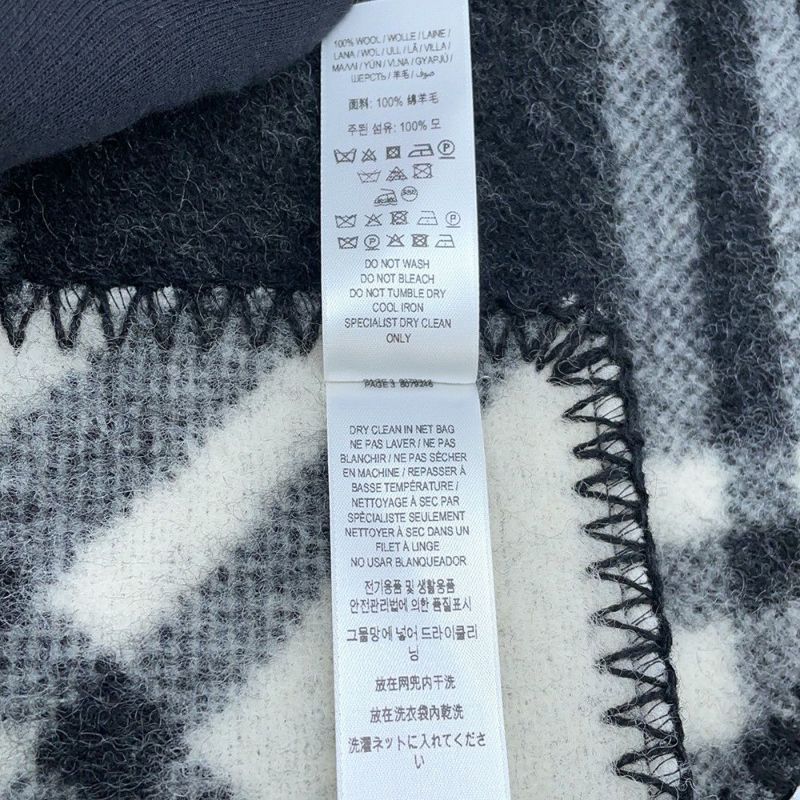 100% WOOL / WOLLE / LAINE /
LANA / WOL / ULL / LÃ / VILLA /
ΜΑΛΛΙ / YÜN / VLNA / GYAPJÚ /
ШЕРСТЬ / 羊毛 / صوف
面料: 100% 绵羊毛
주된 섬유: 100% 모
DO NOT WASH
DO NOT BLEACH
DO NOT TUMBLE DRY
COOL IRON
SPECIALIST DRY CLEAN
ONLY
PAGE 3
DRY CLEAN IN NET BAG
NE PAS LAVER / NE PAS
BLANCHIR / NE PAS SÈCHER
EN MACHINE / REPASSER À
BASSE TEMPÉRATURE /
NETTOYAGE À SEC PAR
SPÉCIALISTE SEULEMENT
NETTOYER À SEC DANS UN
FILET À LINGE
NO USAR BLANQUEADOR
전기용품 및 생활용품
안전관리법에 의한 품질표시
그물망에 넣어 드라이클리
닝
放在网兜内干洗
放在洗衣袋內乾洗
洗濯ネットに入れてくださ
い